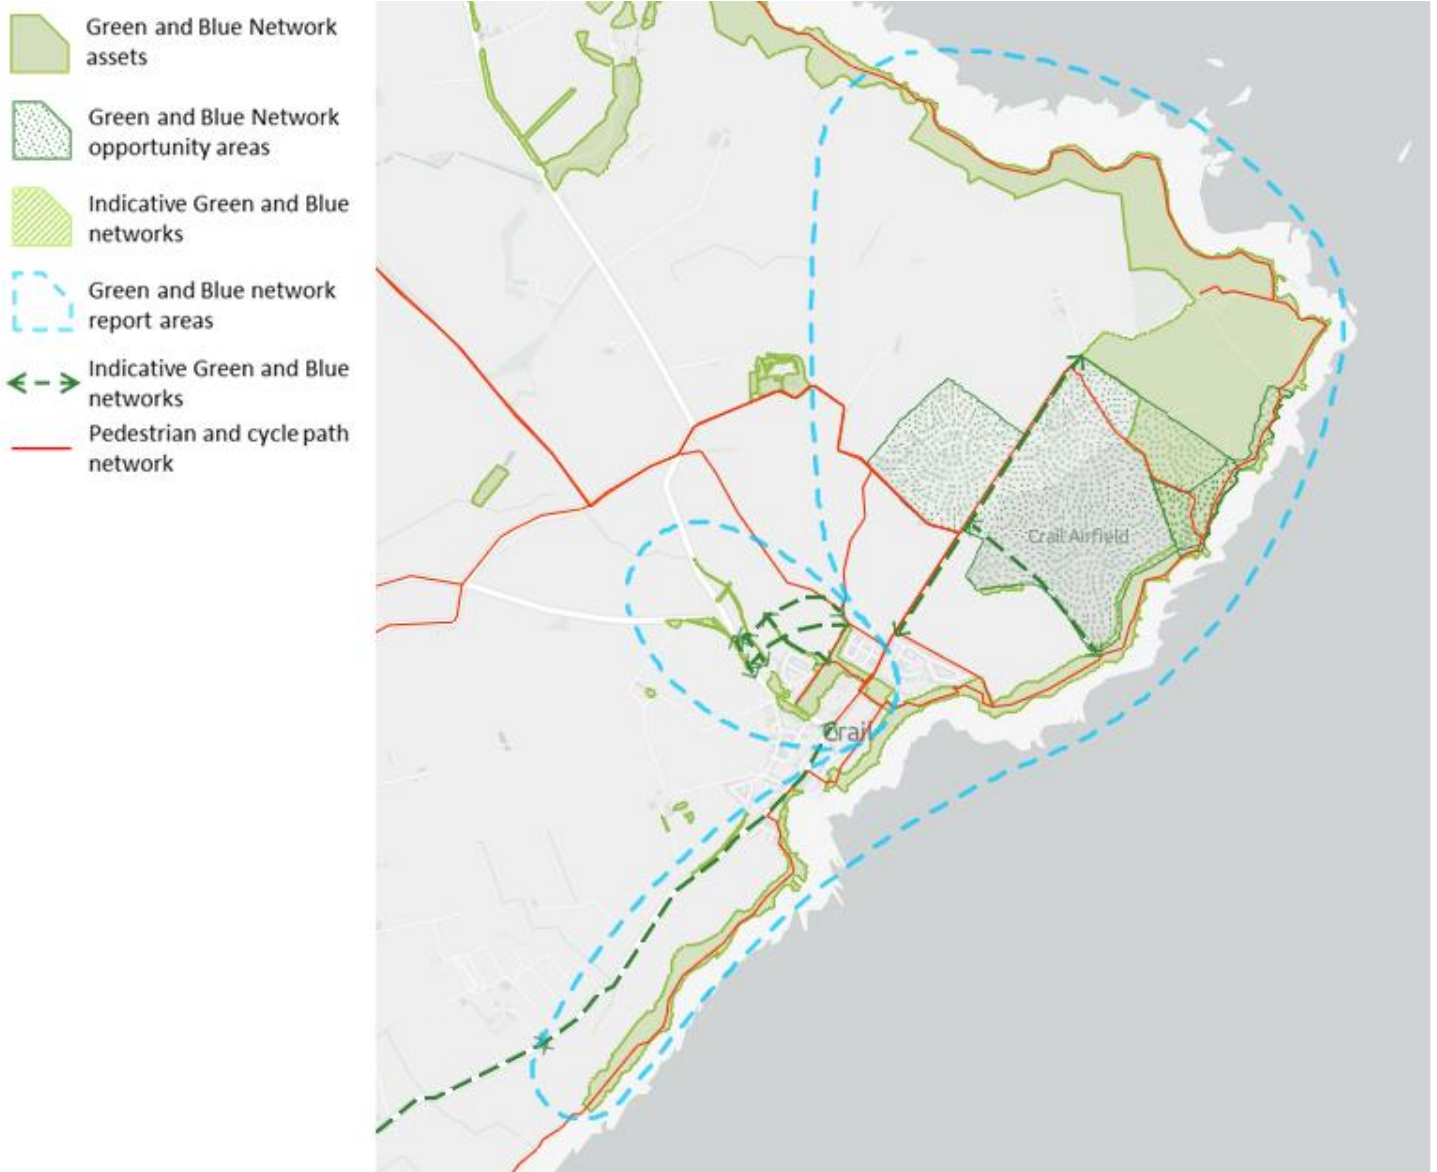 Green and Blue Network
assets
Green and Blue Network
opportunity areas
Indicative Green and Blue
networks
Green and Blue network
report areas
Indicative Green and Blue
networks
Pedestrian and cycle path
network
Crail Airfield
Crail